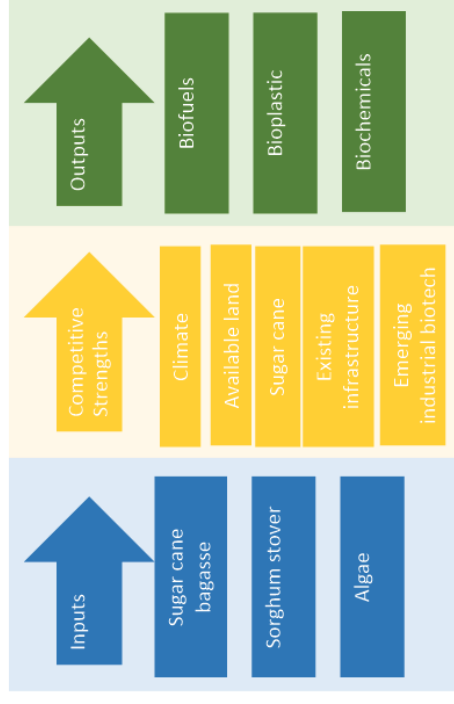 Inputs
Sugar cane
bagasse
Sorghum stover
Algae
Competitive
Strengths
Climate
Available land
Sugar cane
Existing
infrastructure
Emerging
industrial biotech
Outputs
Biofuels
Bioplastic
Biochemicals